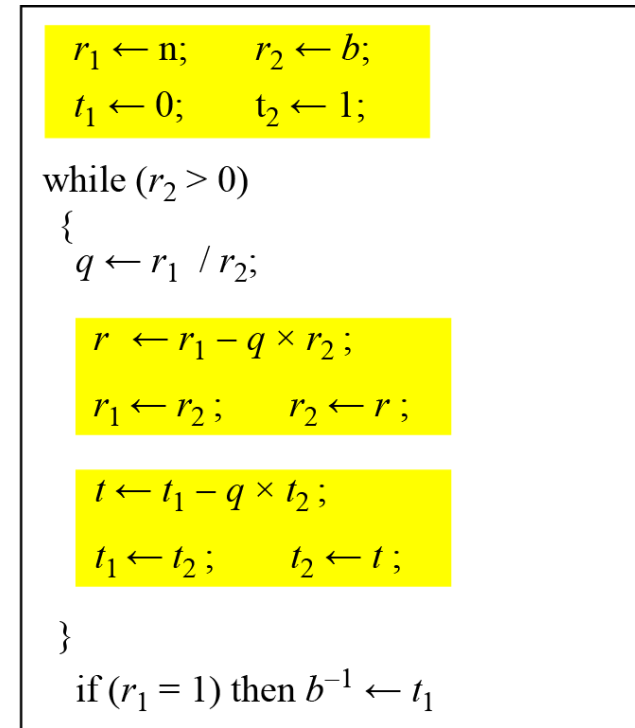 r₁ ← n; r₂ ← b;
t₁ ← 0; t₂ ← 1;
while (r₂ > 0)
{
q ← r₁ / r₂;
r ← r₁ − q × r₂ ;
r₁ ← r₂ ; r₂ ← r ;
t ← t₁ − q × t₂ ;
t₁ ← t₂ ; t₂ ← t ;
}
if (r₁ = 1) then b⁻¹ ← t₁